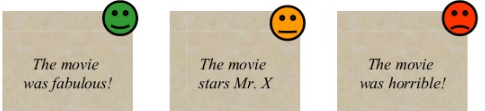 The movie
was fabulous!
The movie
stars Mr. X
The movie
was horrible!